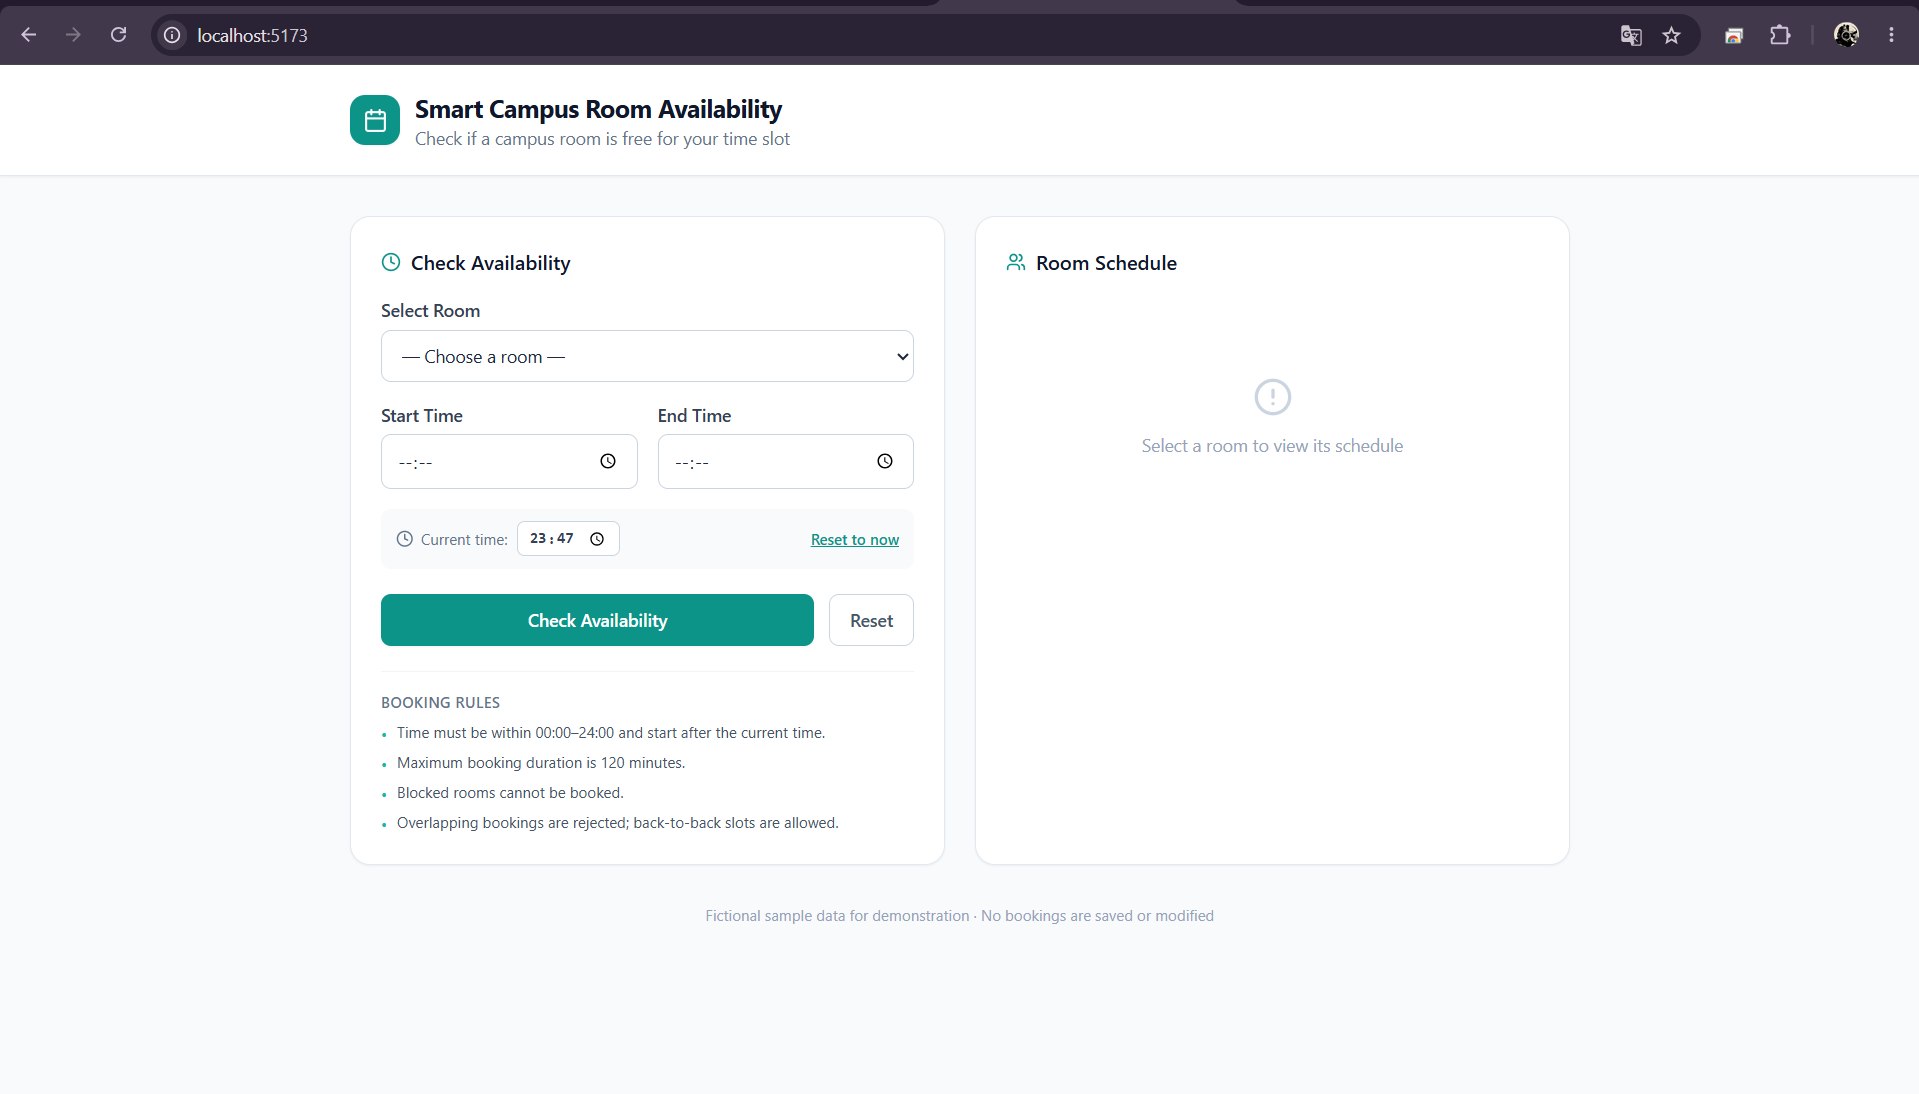 localhost:5173
Smart Campus Room Availability
Check if a campus room is free for your time slot
Check Availability
Select Room
— Choose a room —
Start Time
End Time
--:--
--:--
Current time:
23:47
Reset to now
Check Availability
Reset
BOOKING RULES
• Time must be within 00:00–24:00 and start after the current time.
• Maximum booking duration is 120 minutes.
• Blocked rooms cannot be booked.
• Overlapping bookings are rejected; back-to-back slots are allowed.
Room Schedule
Select a room to view its schedule
Fictional sample data for demonstration · No bookings are saved or modified